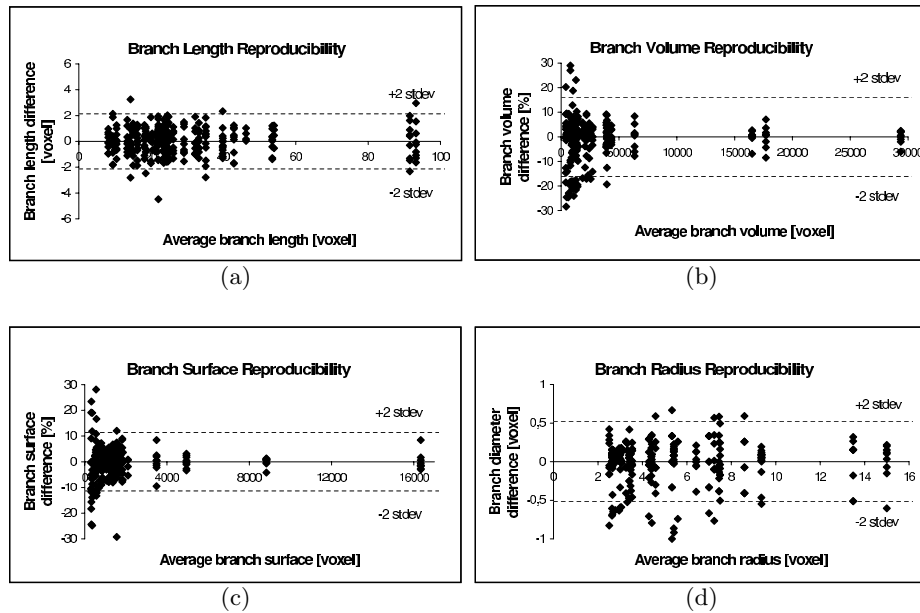 Branch Length Reproducibility
6
4
2
0
-2
-4
-6
0
20
40
60
80
100
+2 stdev
-2 stdev
Branch length difference
[voxel]
Average branch length [voxel]
(a)
Branch Volume Reproducibility
30
20
10
0
-10
-20
-30
0
5000
10000
15000
20000
25000
30000
+2 stdev
-2 stdev
Branch volume
difference [%]
Average branch volume [voxel]
(b)
Branch Surface Reproducibility
30
20
10
0
-10
-20
-30
0
4000
8000
12000
16000
+2 stdev
-2 stdev
Branch surface
difference [%]
Average branch surface [voxel]
(c)
Branch Radius Reproducibility
1
0,5
0
-0,5
-1
0
2
4
6
8
10
12
14
16
+2 stdev
-2 stdev
Branch diameter
difference [voxel]
Average branch radius [voxel]
(d)